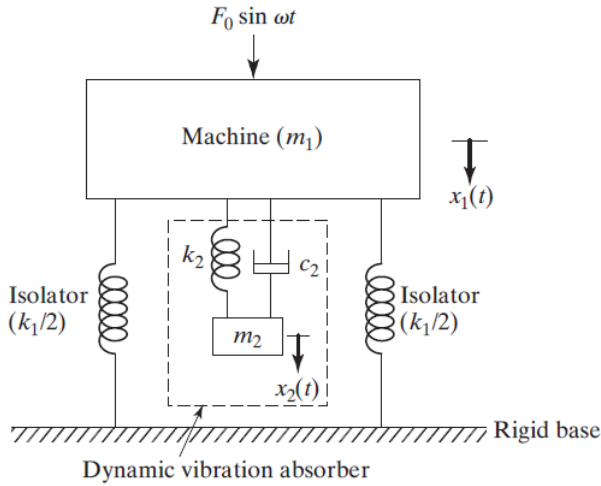 F₀ sin ωt
Machine (m₁)
x₁(t)
k₂
c₂
Isolator
(k₁/2)
Isolator
(k₁/2)
m₂
x₂(t)
Rigid base
Dynamic vibration absorber